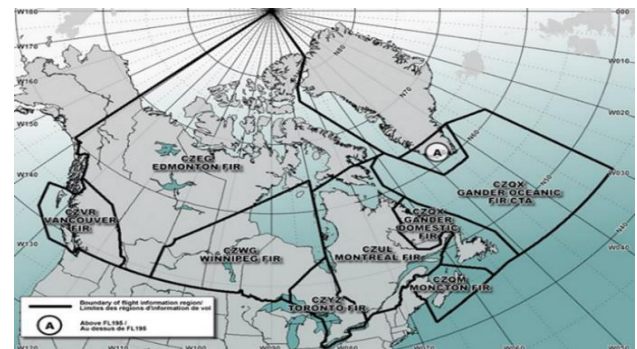 W180
000
W170
W010
W160
N80
W020
W150
N70
N60
A
CZEG
EDMONTON FIR
W030
W140
CZQX
GANDER OCEANIC
FIR CTA
N50
CZQX
GANDER
DOMESTIC
FIR
CZVR
VANCOUVER
FIR
N40
W130
CZWG
WINNIPEG FIR
CZUL
MONTREAL FIR
W040
CZQM
MONCTON FIR
Boundary of flight information region/
Limites des régions d'information de vol
CZYZ
TORONTO FIR
A
Above FL195 /
Au dessus de FL195
W050
W120
W110
W100
W090
W080
W070
W060